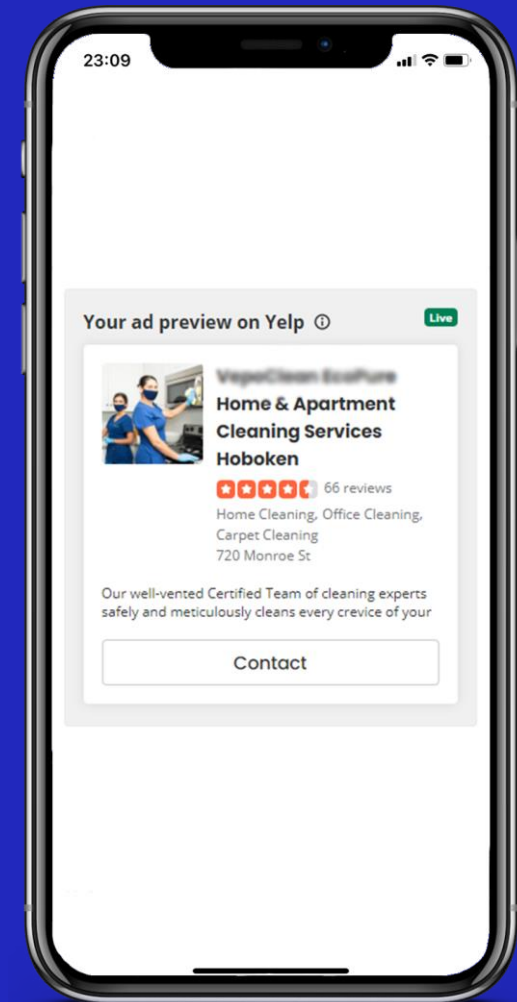 23:09
Your ad preview on Yelp
Live
Home & Apartment
Cleaning Services
Hoboken
66 reviews
Home Cleaning, Office Cleaning,
Carpet Cleaning
720 Monroe St
Our well-vented Certified Team of cleaning experts
safely and meticulously cleans every crevice of your
Contact